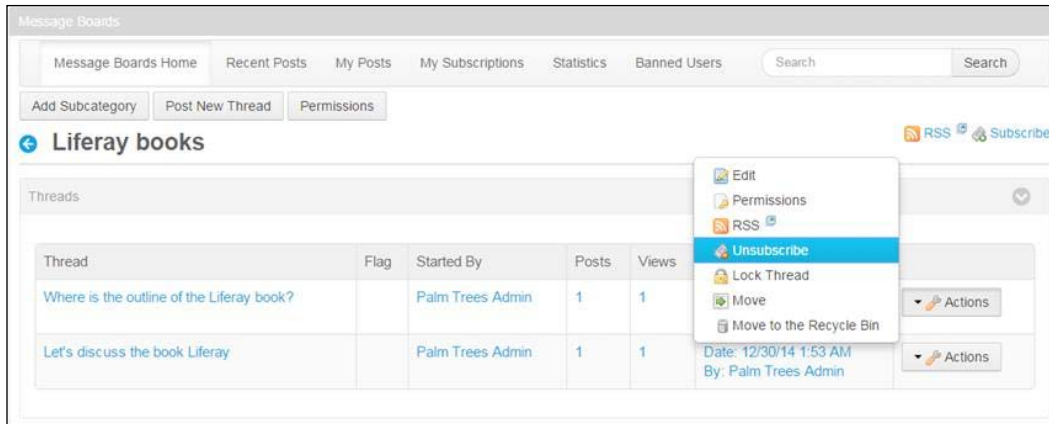 Message Boards
Message Boards Home Recent Posts My Posts My Subscriptions Statistics Banned Users Search Search
Add Subcategory Post New Thread Permissions
Liferay books
RSS Subscribe
Threads
Edit
Permissions
RSS
Unsubscribe
Lock Thread
Move
Move to the Recycle Bin
Thread Flag Started By Posts Views
Where is the outline of the Liferay book? Palm Trees Admin 1 1 Actions
Let's discuss the book Liferay Palm Trees Admin 1 1 Date: 12/30/14 1:53 AM Actions
By: Palm Trees Admin